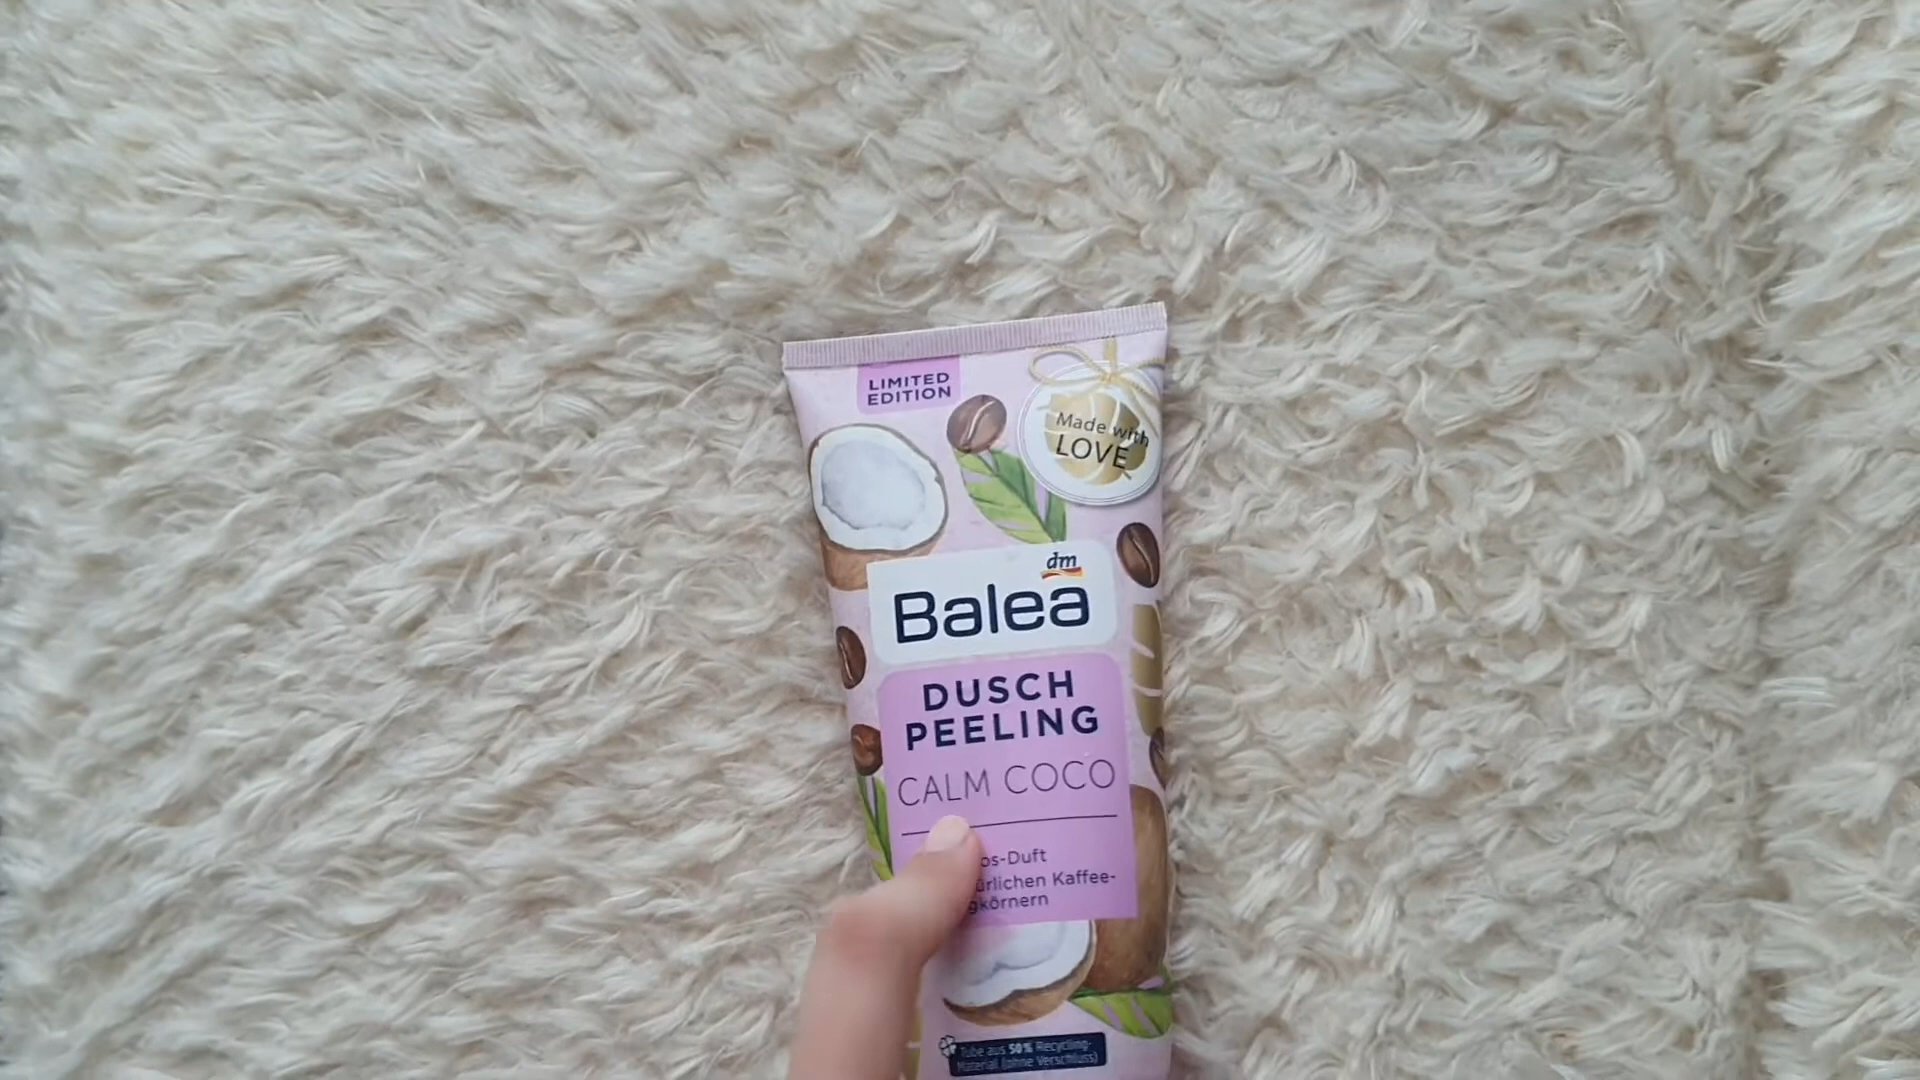 LIMITED
EDITION
Made with
LOVE
dm
Balea
DUSCH
PEELING
CALM COCO
os-Duft
ürlichen Kaffee-
gkörnern
Tube aus 50% Recycling-
Material (ohne Verschluss)